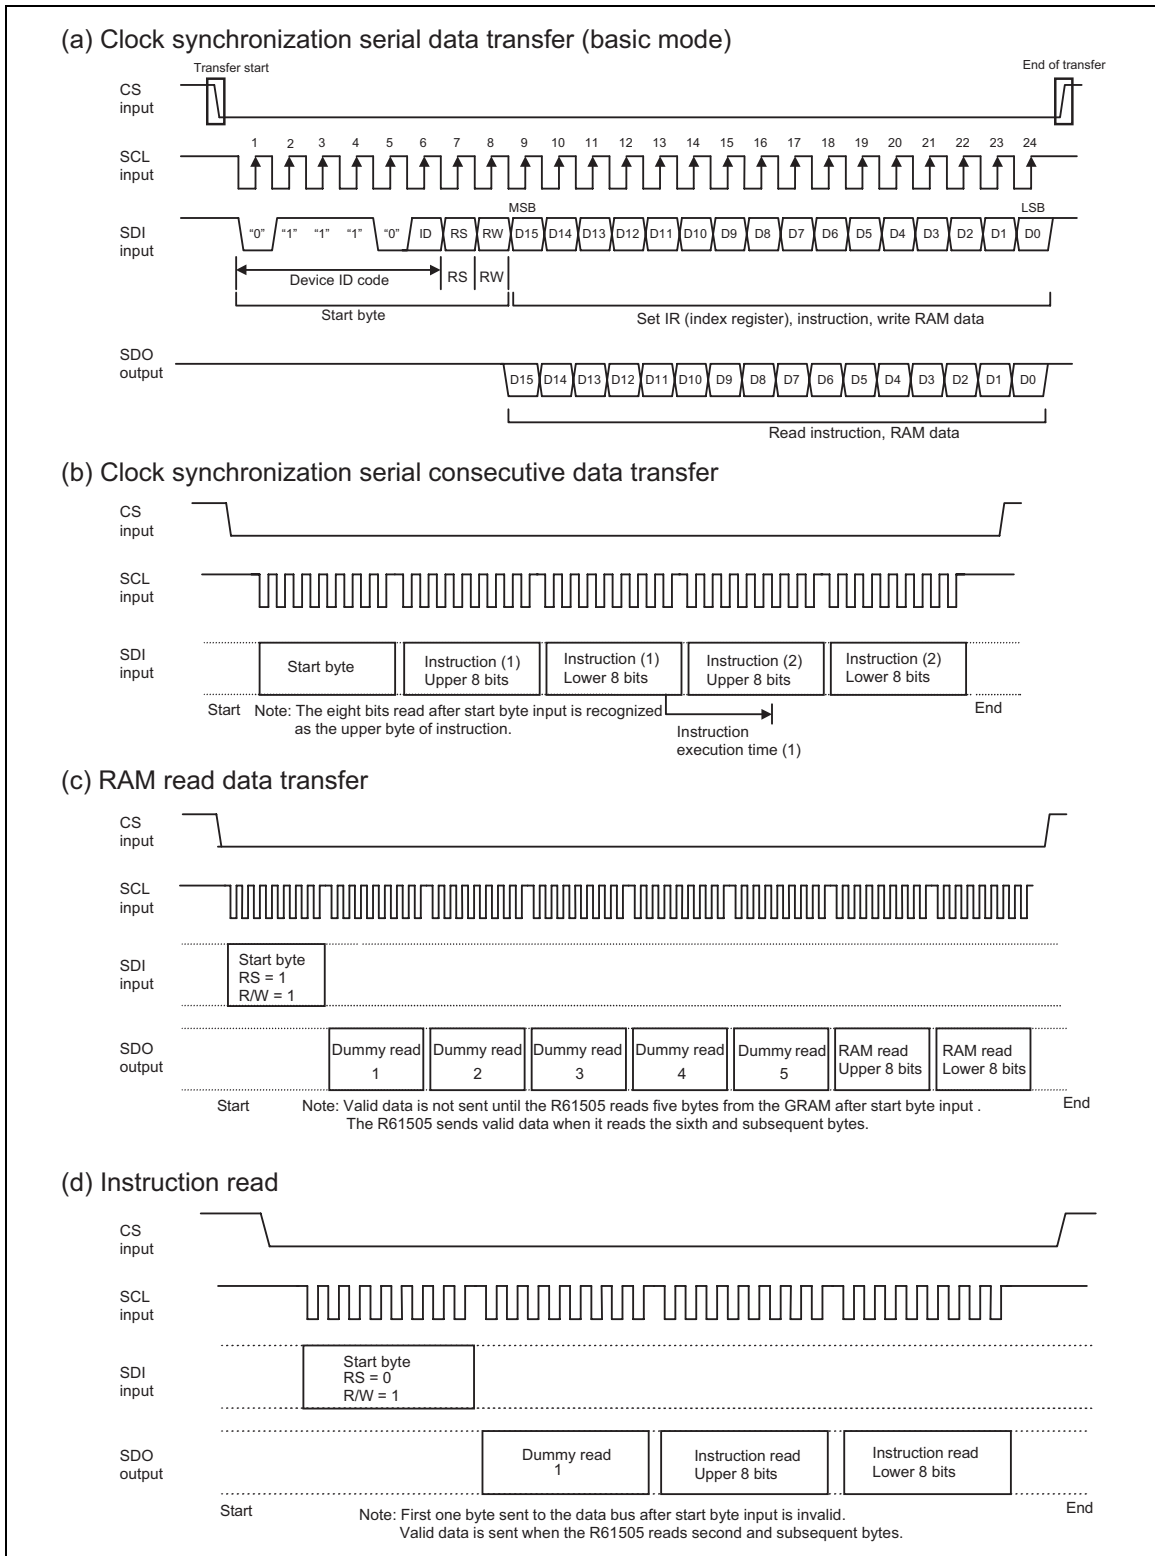 (a) Clock synchronization serial data transfer (basic mode)
Transfer start
End of transfer
CS
input
1 2 3 4 5 6 7 8 9 10 11 12 13 14 15 16 17 18 19 20 21 22 23 24
SCL
input
MSB
LSB
SDI
input
“0” “1” “1” “1” “0” ID RS RW D15 D14 D13 D12 D11 D10 D9 D8 D7 D6 D5 D4 D3 D2 D1 D0
Device ID code
RS
RW
Start byte
Set IR (index register), instruction, write RAM data
SDO
output
D15 D14 D13 D12 D11 D10 D9 D8 D7 D6 D5 D4 D3 D2 D1 D0
Read instruction, RAM data
(b) Clock synchronization serial consecutive data transfer
CS
input
SCL
input
SDI
input
Start byte
Instruction (1)
Upper 8 bits
Instruction (1)
Lower 8 bits
Instruction (2)
Upper 8 bits
Instruction (2)
Lower 8 bits
Start
Note: The eight bits read after start byte input is recognized
as the upper byte of instruction.
Instruction
execution time (1)
End
(c) RAM read data transfer
CS
input
SCL
input
SDI
input
Start byte
RS = 1
R/W = 1
SDO
output
Dummy read
1
Dummy read
2
Dummy read
3
Dummy read
4
Dummy read
5
RAM read
Upper 8 bits
RAM read
Lower 8 bits
Start
End
Note: Valid data is not sent until the R61505 reads five bytes from the GRAM after start byte input .
The R61505 sends valid data when it reads the sixth and subsequent bytes.
(d) Instruction read
CS
input
SCL
input
SDI
input
Start byte
RS = 0
R/W = 1
SDO
output
Dummy read
1
Instruction read
Upper 8 bits
Instruction read
Lower 8 bits
Start
End
Note: First one byte sent to the data bus after start byte input is invalid.
Valid data is sent when the R61505 reads second and subsequent bytes.